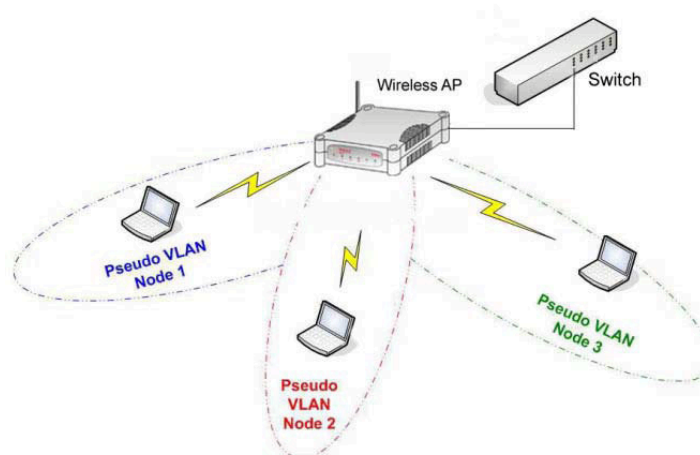 Wireless AP
Switch
Pseudo VLAN
Node 1
Pseudo VLAN
Node 3
Pseudo
VLAN
Node 2